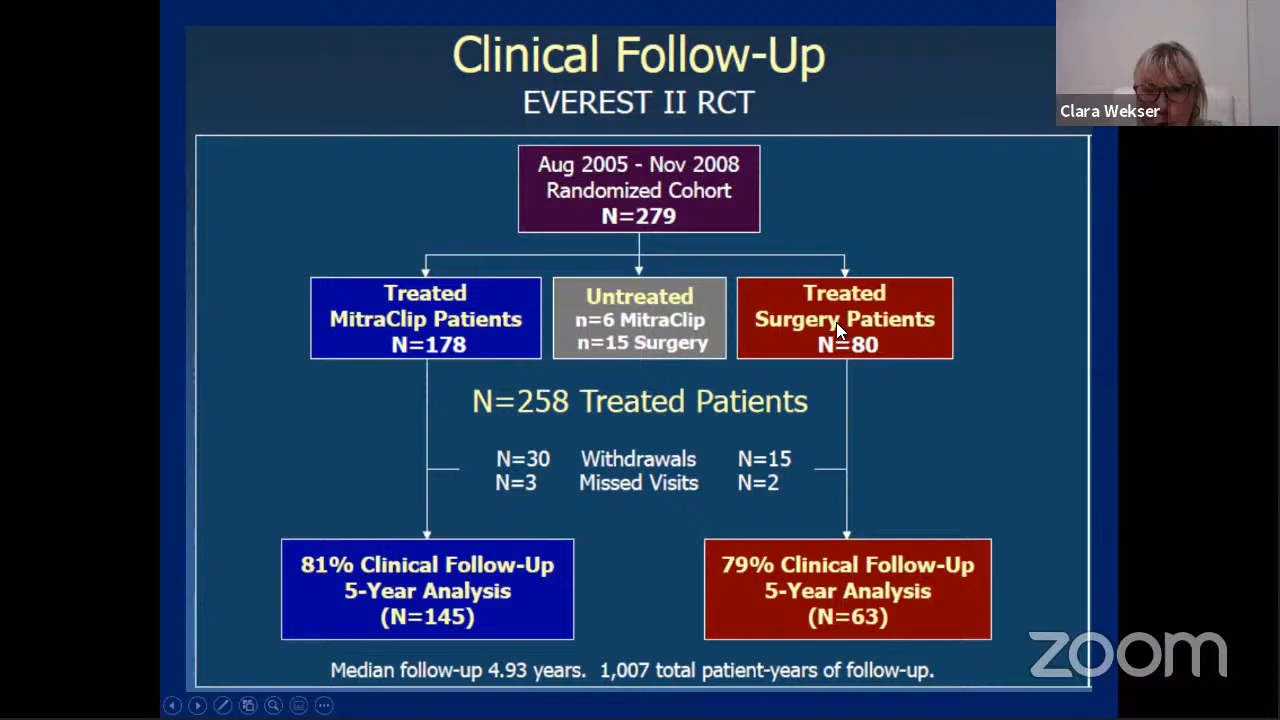 Clinical Follow-Up
EVEREST II RCT
Clara Wekser
Aug 2005 - Nov 2008
Randomized Cohort
N=279
Treated
MitraClip Patients
N=178
Untreated
n=6 MitraClip
n=15 Surgery
Treated
Surgery Patients
N=80
N=258 Treated Patients
N=30 Withdrawals N=15
N=3 Missed Visits N=2
81% Clinical Follow-Up
5-Year Analysis
(N=145)
79% Clinical Follow-Up
5-Year Analysis
(N=63)
Median follow-up 4.93 years. 1,007 total patient-years of follow-up.
zoom